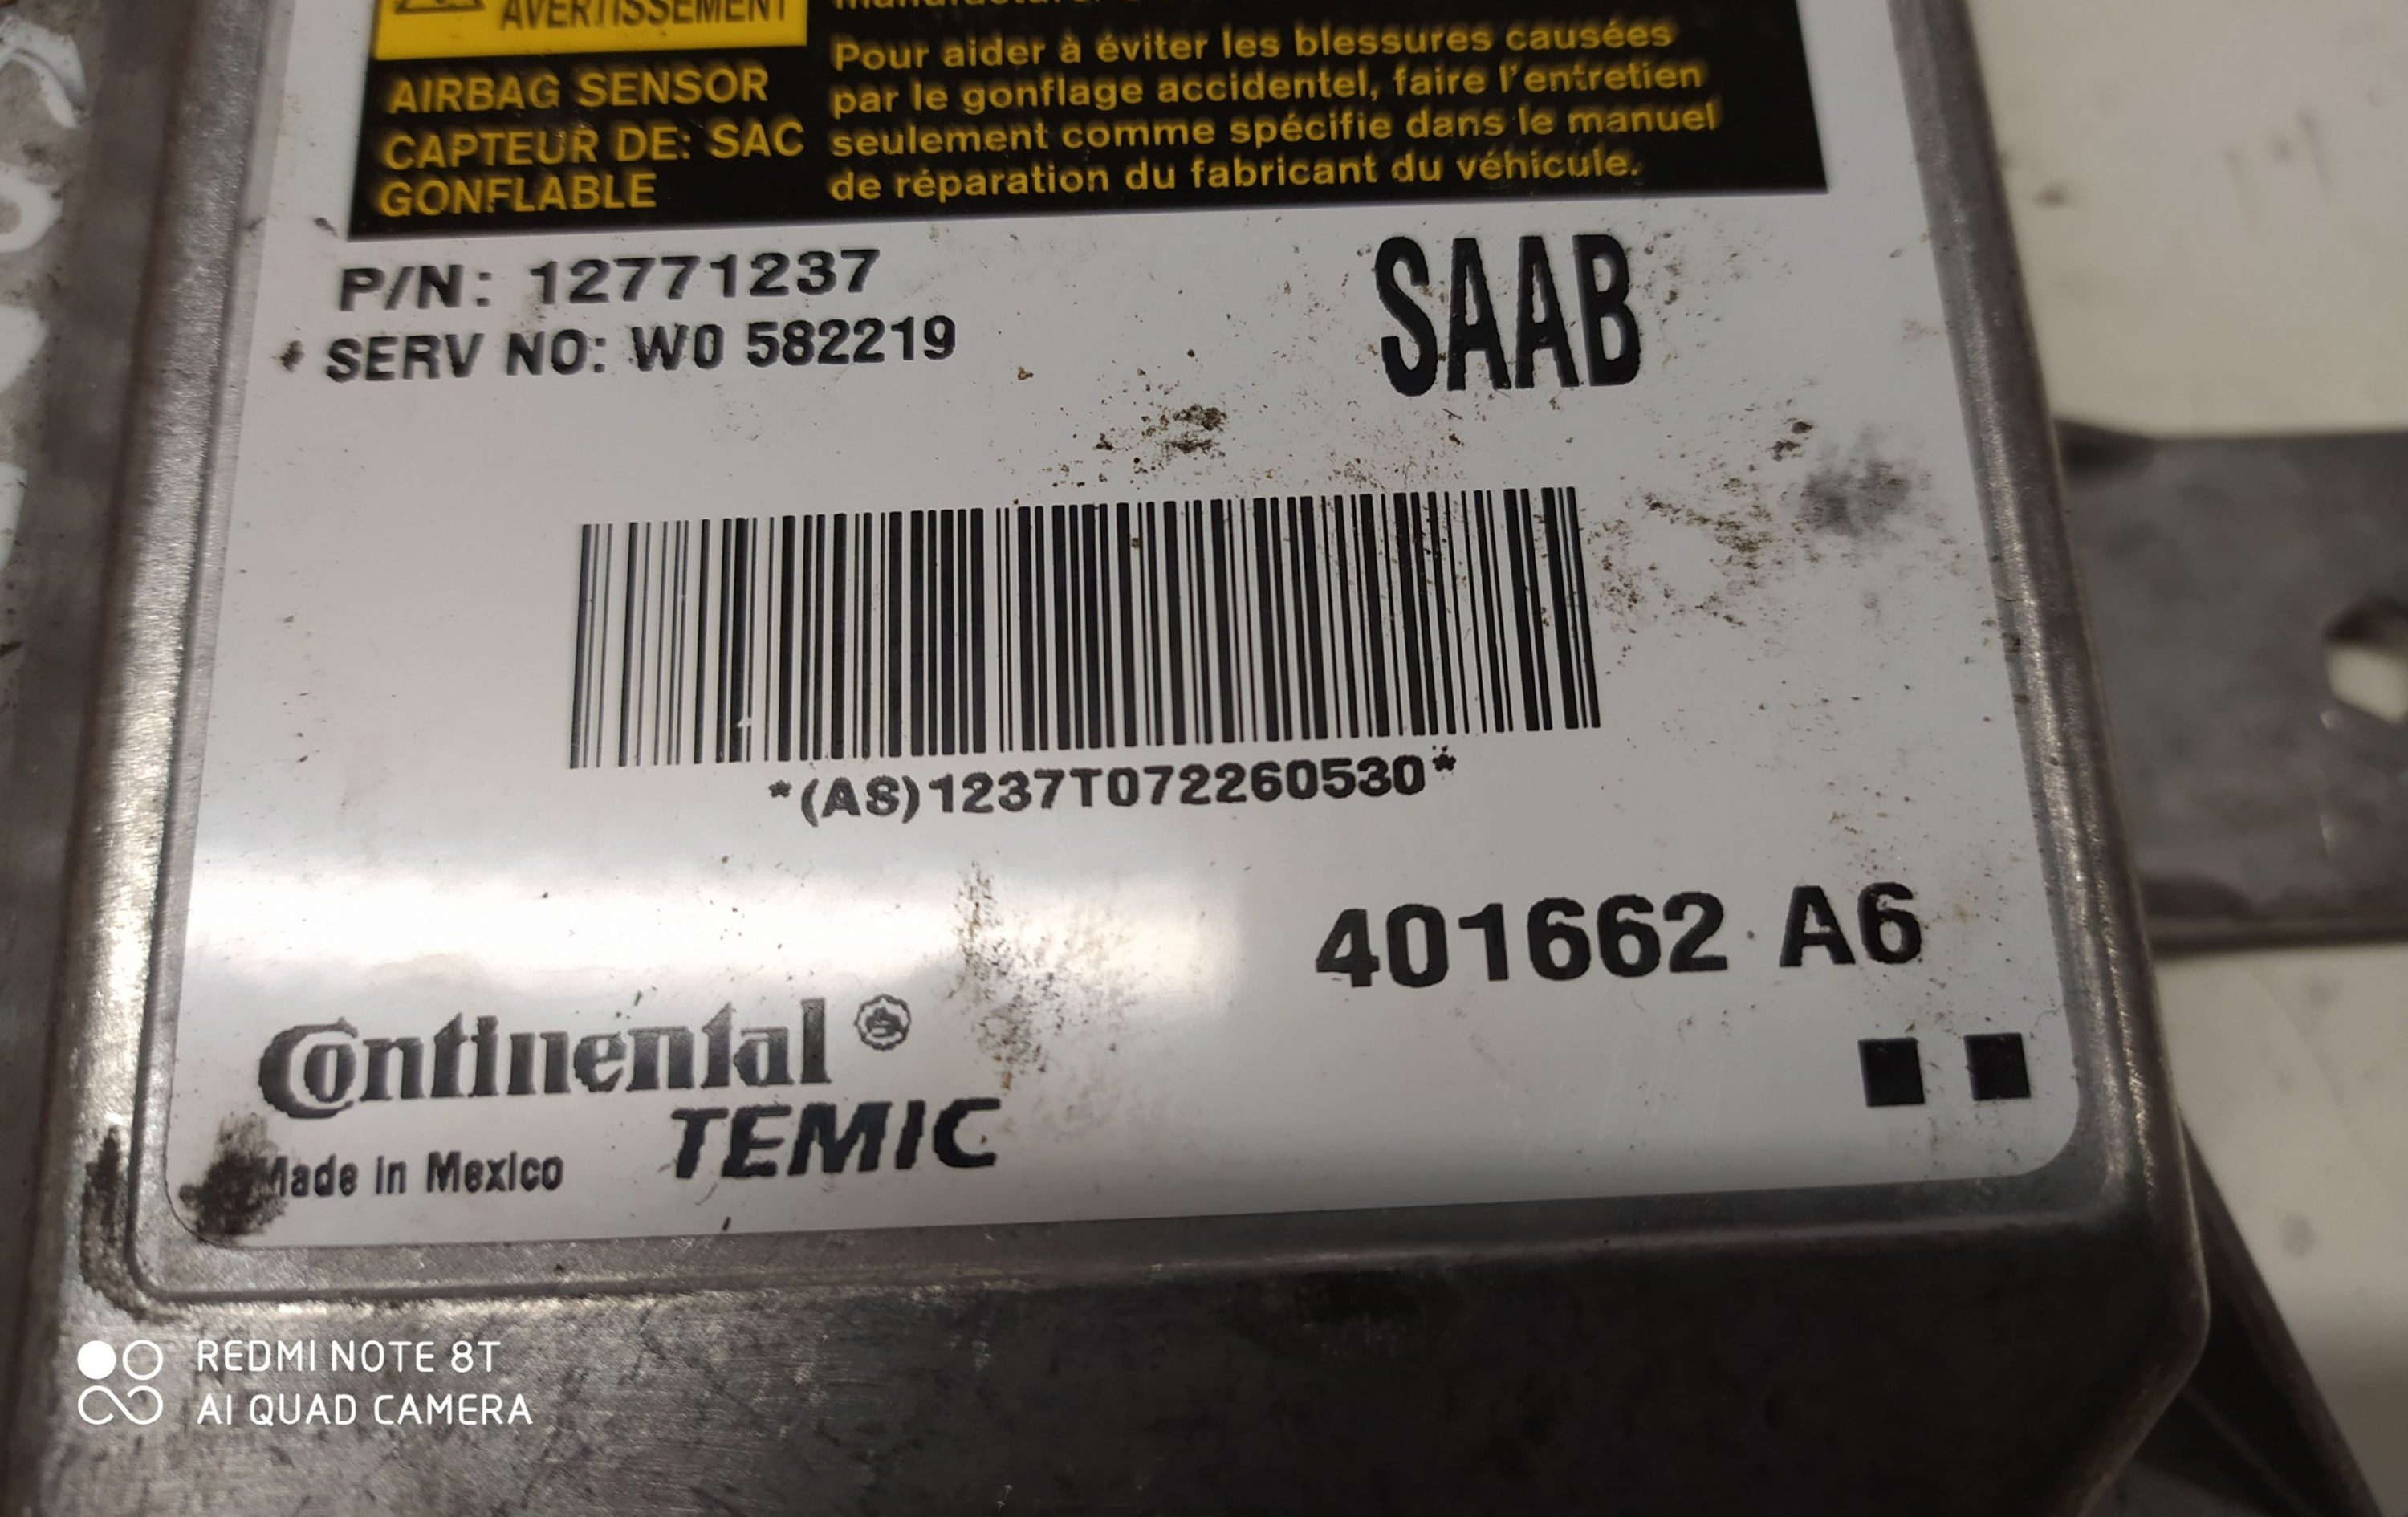 AVERTISSEMENT
AIRBAG SENSOR
CAPTEUR DE: SAC
GONFLABLE
Pour aider à éviter les blessures causées
par le gonflage accidentel, faire l'entretien
seulement comme spécifie dans le manuel
de réparation du fabricant du véhicule.
P/N: 12771237
SERV NO: W0 582219
SAAB
*(AS)1237T072260530*
401662 A6
Continental
TEMIC
Made in Mexico
REDMI NOTE 8T
AI QUAD CAMERA